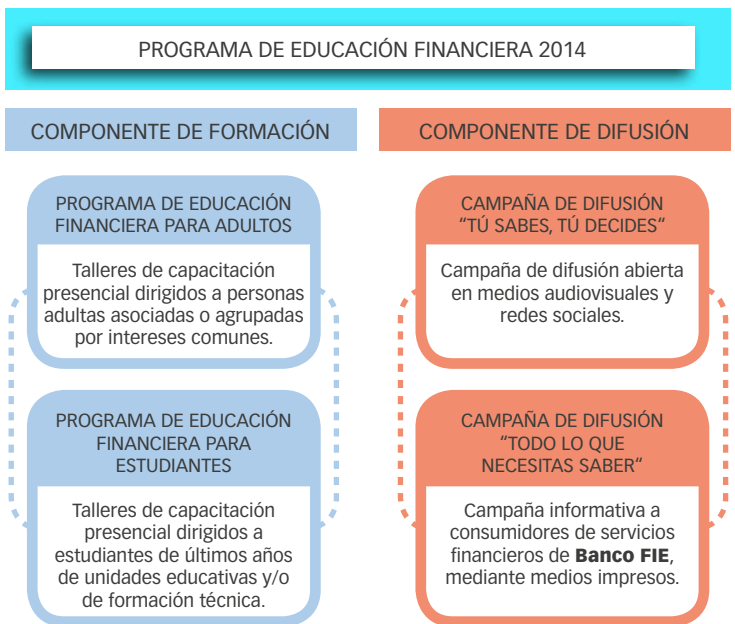 PROGRAMA DE EDUCACIÓN FINANCIERA 2014
COMPONENTE DE FORMACIÓN
PROGRAMA DE EDUCACIÓN
FINANCIERA PARA ADULTOS
Talleres de capacitación
presencial dirigidos a personas
adultas asociadas o agrupadas
por intereses comunes.
PROGRAMA DE EDUCACIÓN
FINANCIERA PARA
ESTUDIANTES
Talleres de capacitación
presencial dirigidos a
estudiantes de últimos años
de unidades educativas y/o
de formación técnica.
COMPONENTE DE DIFUSIÓN
CAMPAÑA DE DIFUSIÓN
"TÚ SABES, TÚ DECIDES"
Campaña de difusión abierta
en medios audiovisuales y
redes sociales.
CAMPAÑA DE DIFUSIÓN
"TODO LO QUE
NECESITAS SABER"
Campaña informativa a
consumidores de servicios
financieros de Banco FIE,
mediante medios impresos.